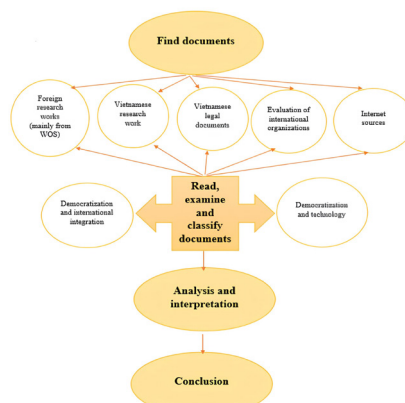 Find documents
Foreign
research
works
(mainly from
WOS)
Vietnamese
research
work
Vietnamese
legal
documents
Evaluation of
international
organizations
Internet
sources
Read,
examine
and
classify
documents
Democratization
and international
integration
Democratization
and technology
Analysis and
interpretation
Conclusion